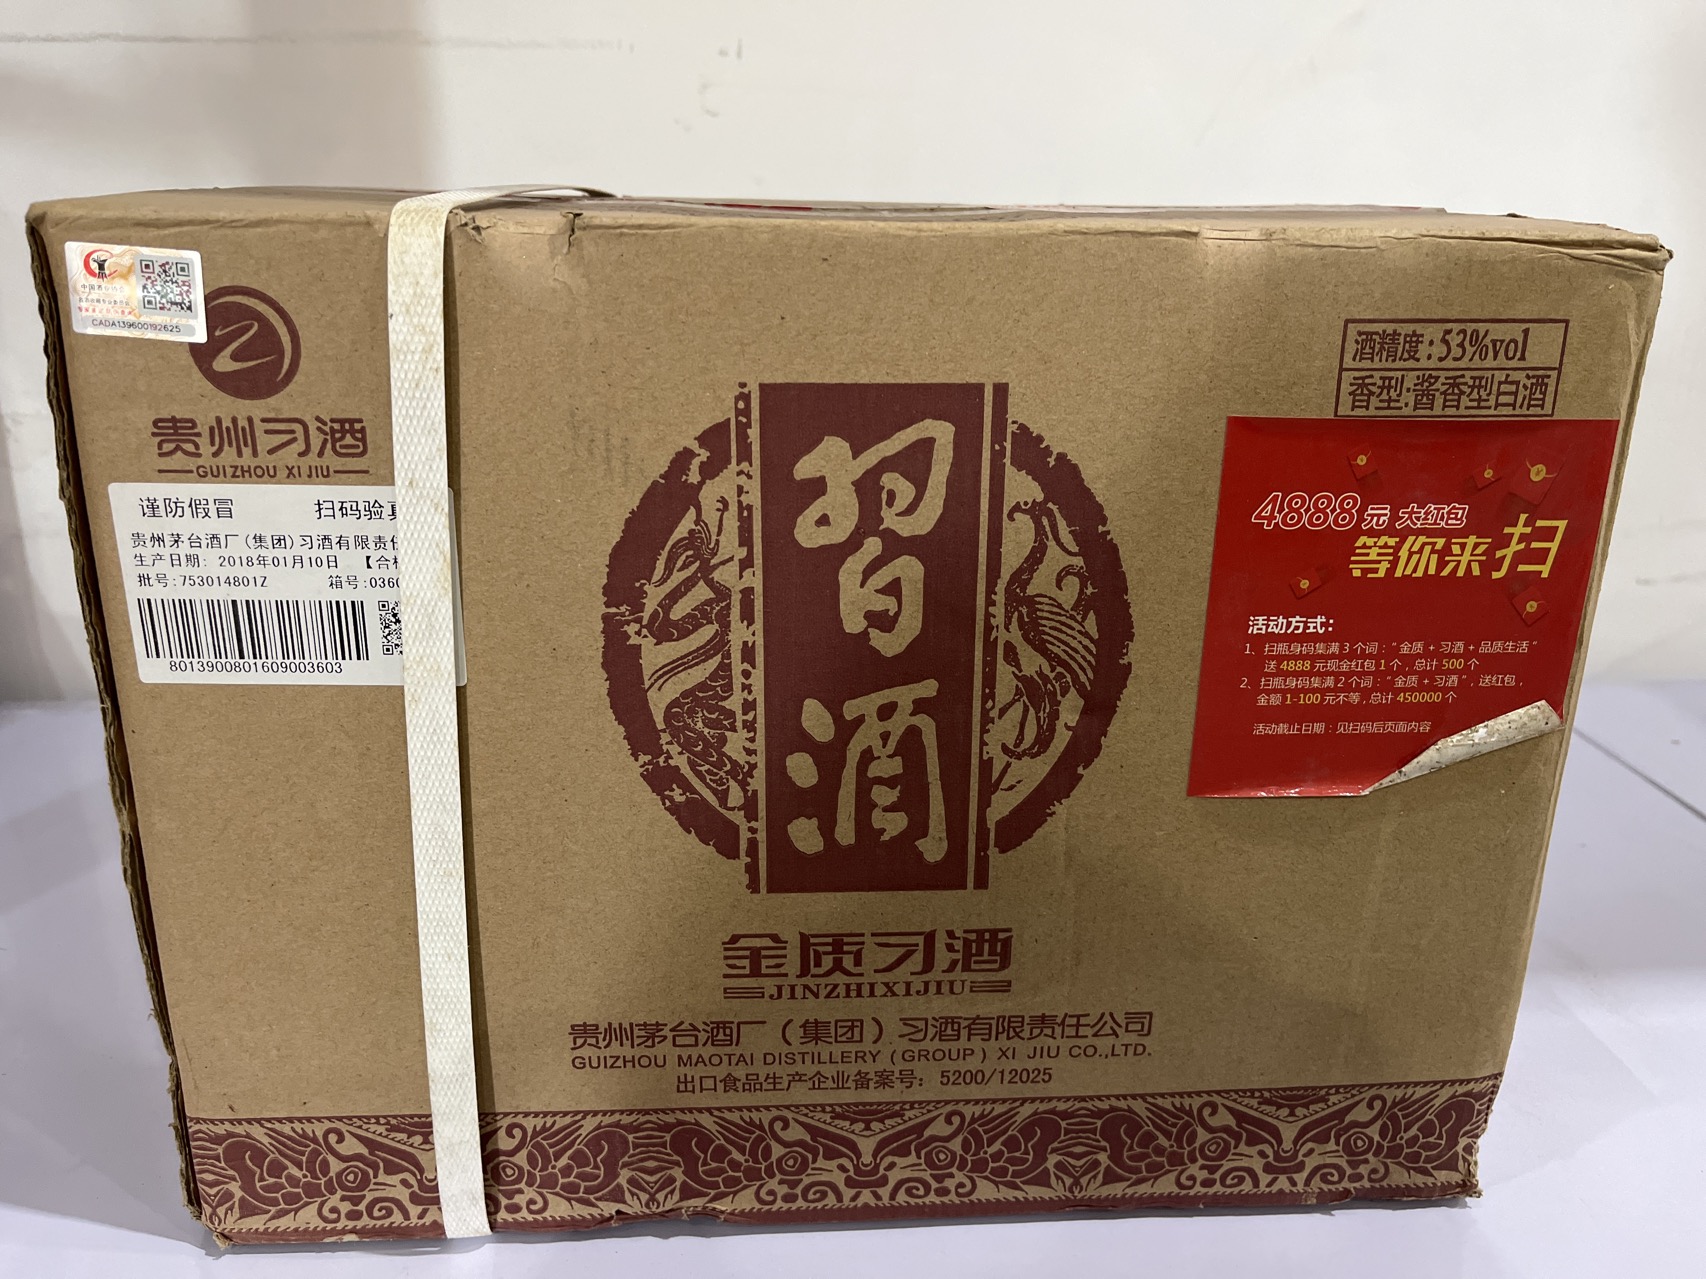 中国酒业协会
CADA139600192625
贵州习酒
GUIZHOU XI JIU
谨防假冒 扫码验
贵州茅台酒厂(集团)习酒有限责
生产日期: 2018年01月10日 【合
批号:753014801Z 箱号:036
8013900801609003603
習酒
金质习酒
JINZHIXIJIU
贵州茅台酒厂(集团)习酒有限责任公司
GUIZHOU MAOTAI DISTILLERY (GROUP) XI JIU CO.,LTD.
出口食品生产企业备案号: 5200/12025
酒精度:53%vol
香型:酱香型白酒
4888元 大红包
等你来扫
活动方式:
1、扫瓶身码集满3个词:“金质+习酒+品质生活”
送4888元现金红包1个,总计500个
2、扫瓶身码集满2个词:“金质+习酒”,送红包,
金额1-100元不等,总计450000个
活动截止日期:见扫码后页面内容